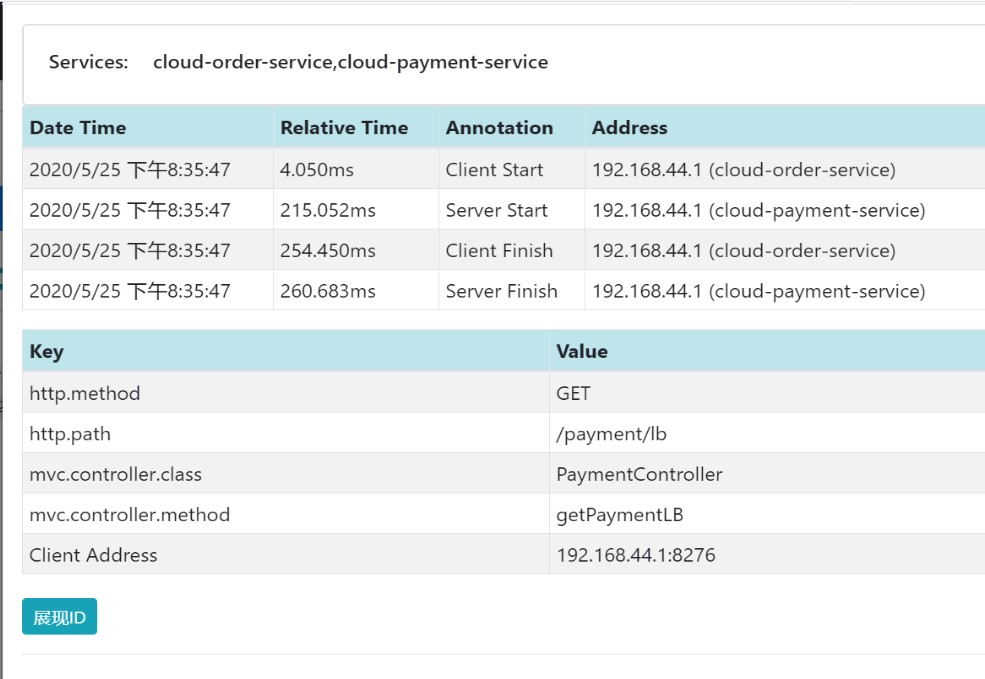 Services: cloud-order-service,cloud-payment-service
Date Time Relative Time Annotation Address
2020/5/25 下午8:35:47 4.050ms Client Start 192.168.44.1 (cloud-order-service)
2020/5/25 下午8:35:47 215.052ms Server Start 192.168.44.1 (cloud-payment-service)
2020/5/25 下午8:35:47 254.450ms Client Finish 192.168.44.1 (cloud-order-service)
2020/5/25 下午8:35:47 260.683ms Server Finish 192.168.44.1 (cloud-payment-service)
Key Value
http.method GET
http.path /payment/lb
mvc.controller.class PaymentController
mvc.controller.method getPaymentLB
Client Address 192.168.44.1:8276
展现ID